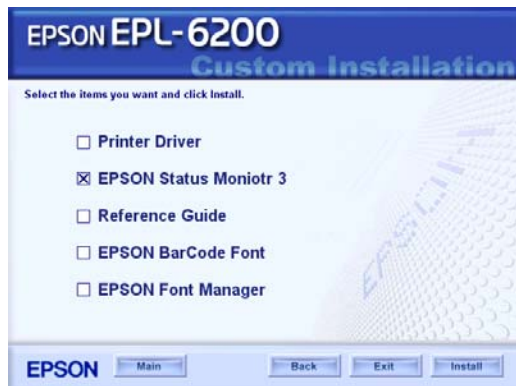 EPSON EPL-6200
Custom Installation
Select the items you want and click Install.
Printer Driver
EPSON Status Moniotr 3
Reference Guide
EPSON BarCode Font
EPSON Font Manager
EPSON
EPSON Main Back Exit Install